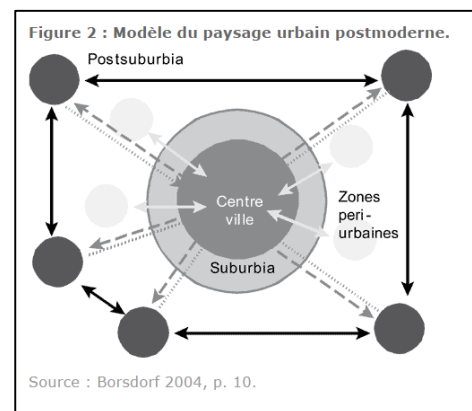 Figure 2 : Modèle du paysage urbain postmoderne.
Postsuburbia
Centre
ville
Zones
peri-
urbaines
Suburbia
Source : Borsdorf 2004, p. 10.